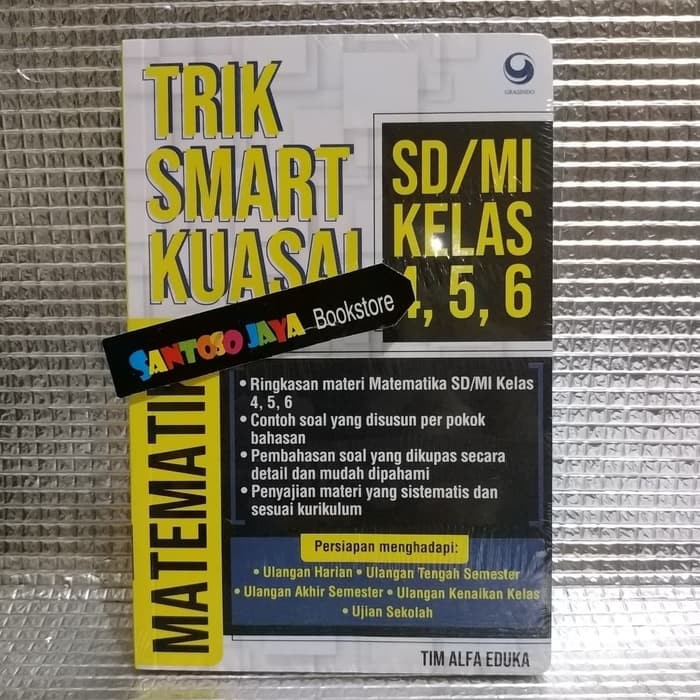 TRIK
SMART
KUASAI
GRASINDO
SD/MI
KELAS
4, 5, 6
SANTOSO JAYA Bookstore
MATEMATIK
• Ringkasan materi Matematika SD/MI Kelas
4, 5, 6
• Contoh soal yang disusun per pokok
bahasan
• Pembahasan soal yang dikupas secara
detail dan mudah dipahami
• Penyajian materi yang sistematis dan
sesuai kurikulum
Persiapan menghadapi:
• Ulangan Harian • Ulangan Tengah Semester
• Ulangan Akhir Semester • Ulangan Kenaikan Kelas
• Ujian Sekolah
TIM ALFA EDUKA